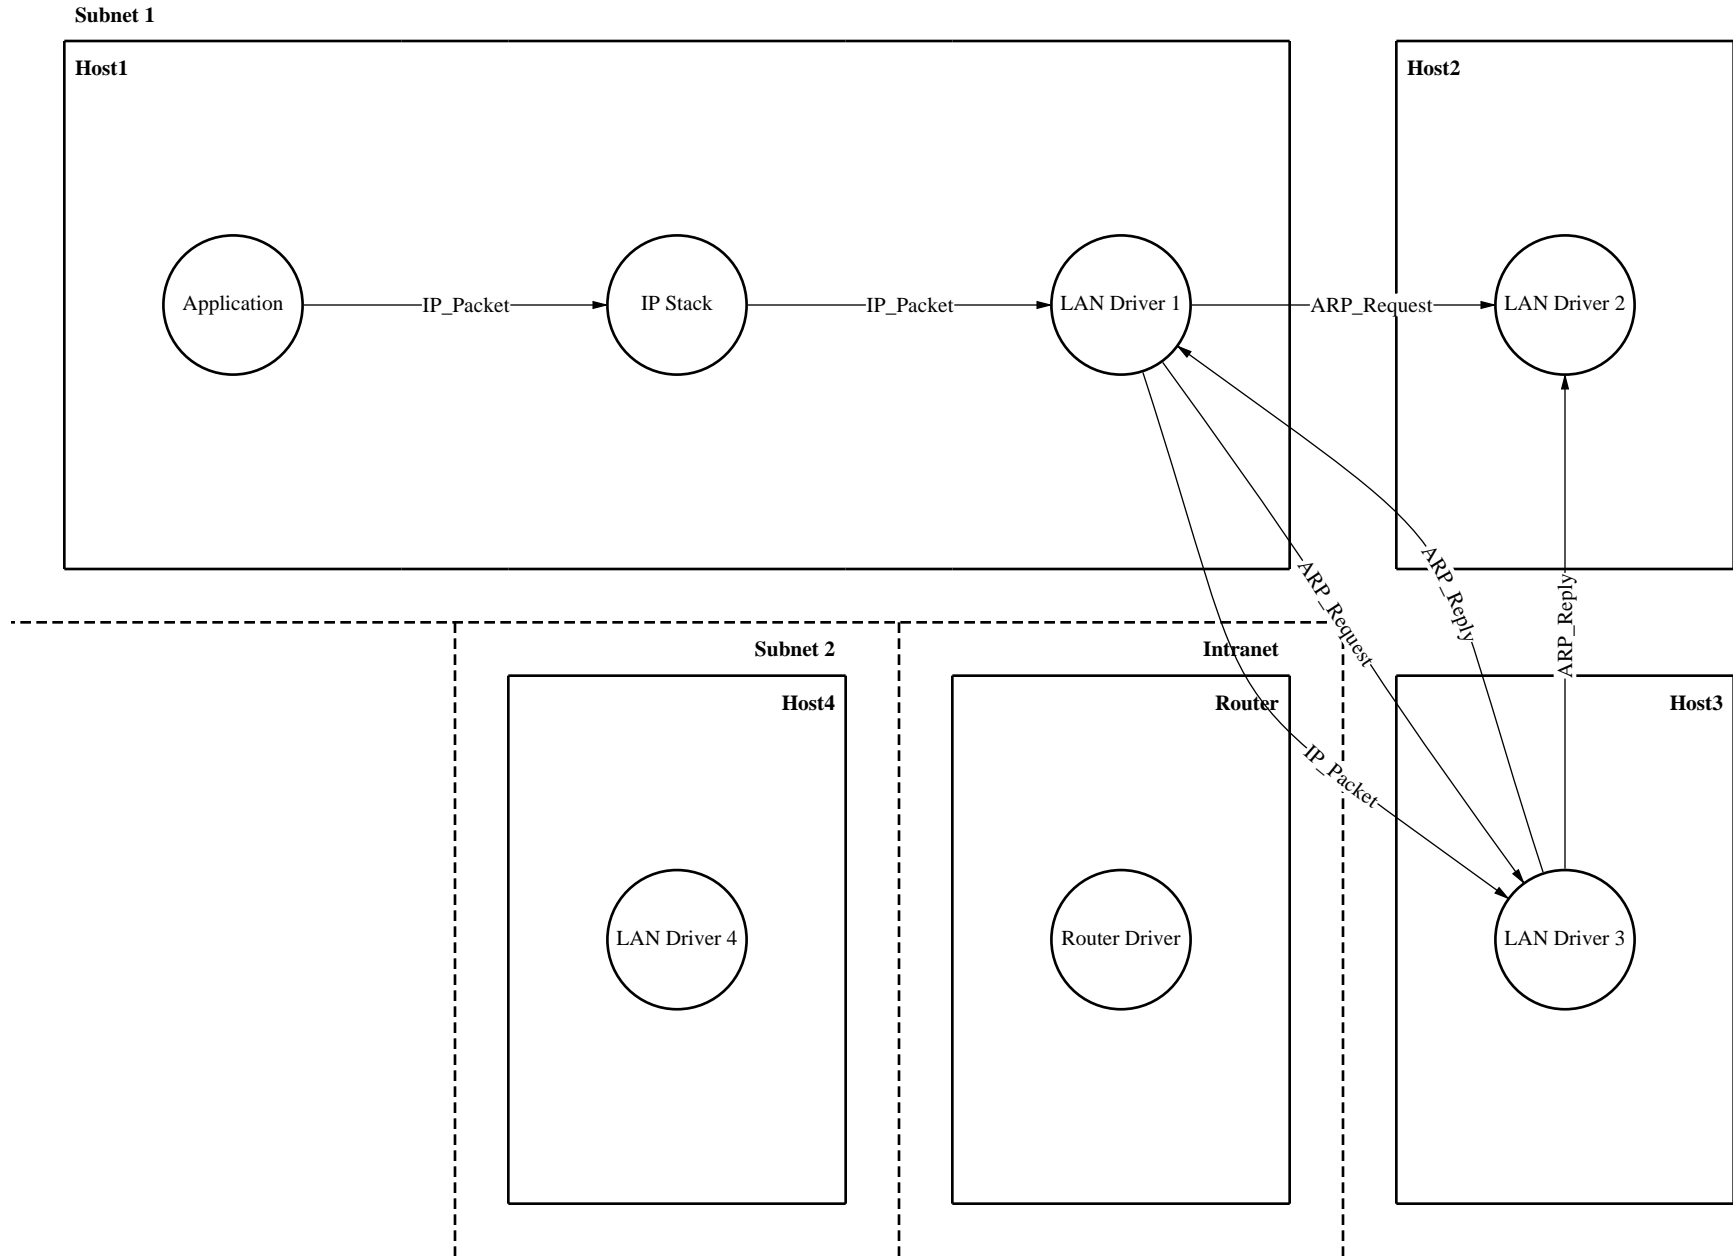 Subnet 1
Host1
Host2
Application
IP_Packet
IP Stack
IP_Packet
LAN Driver 1
ARP_Request
LAN Driver 2
ARP_Request
ARP_Reply
ARP_Reply
Subnet 2
Intranet
Host4
Router
Host3
IP_Packet
LAN Driver 4
Router Driver
LAN Driver 3